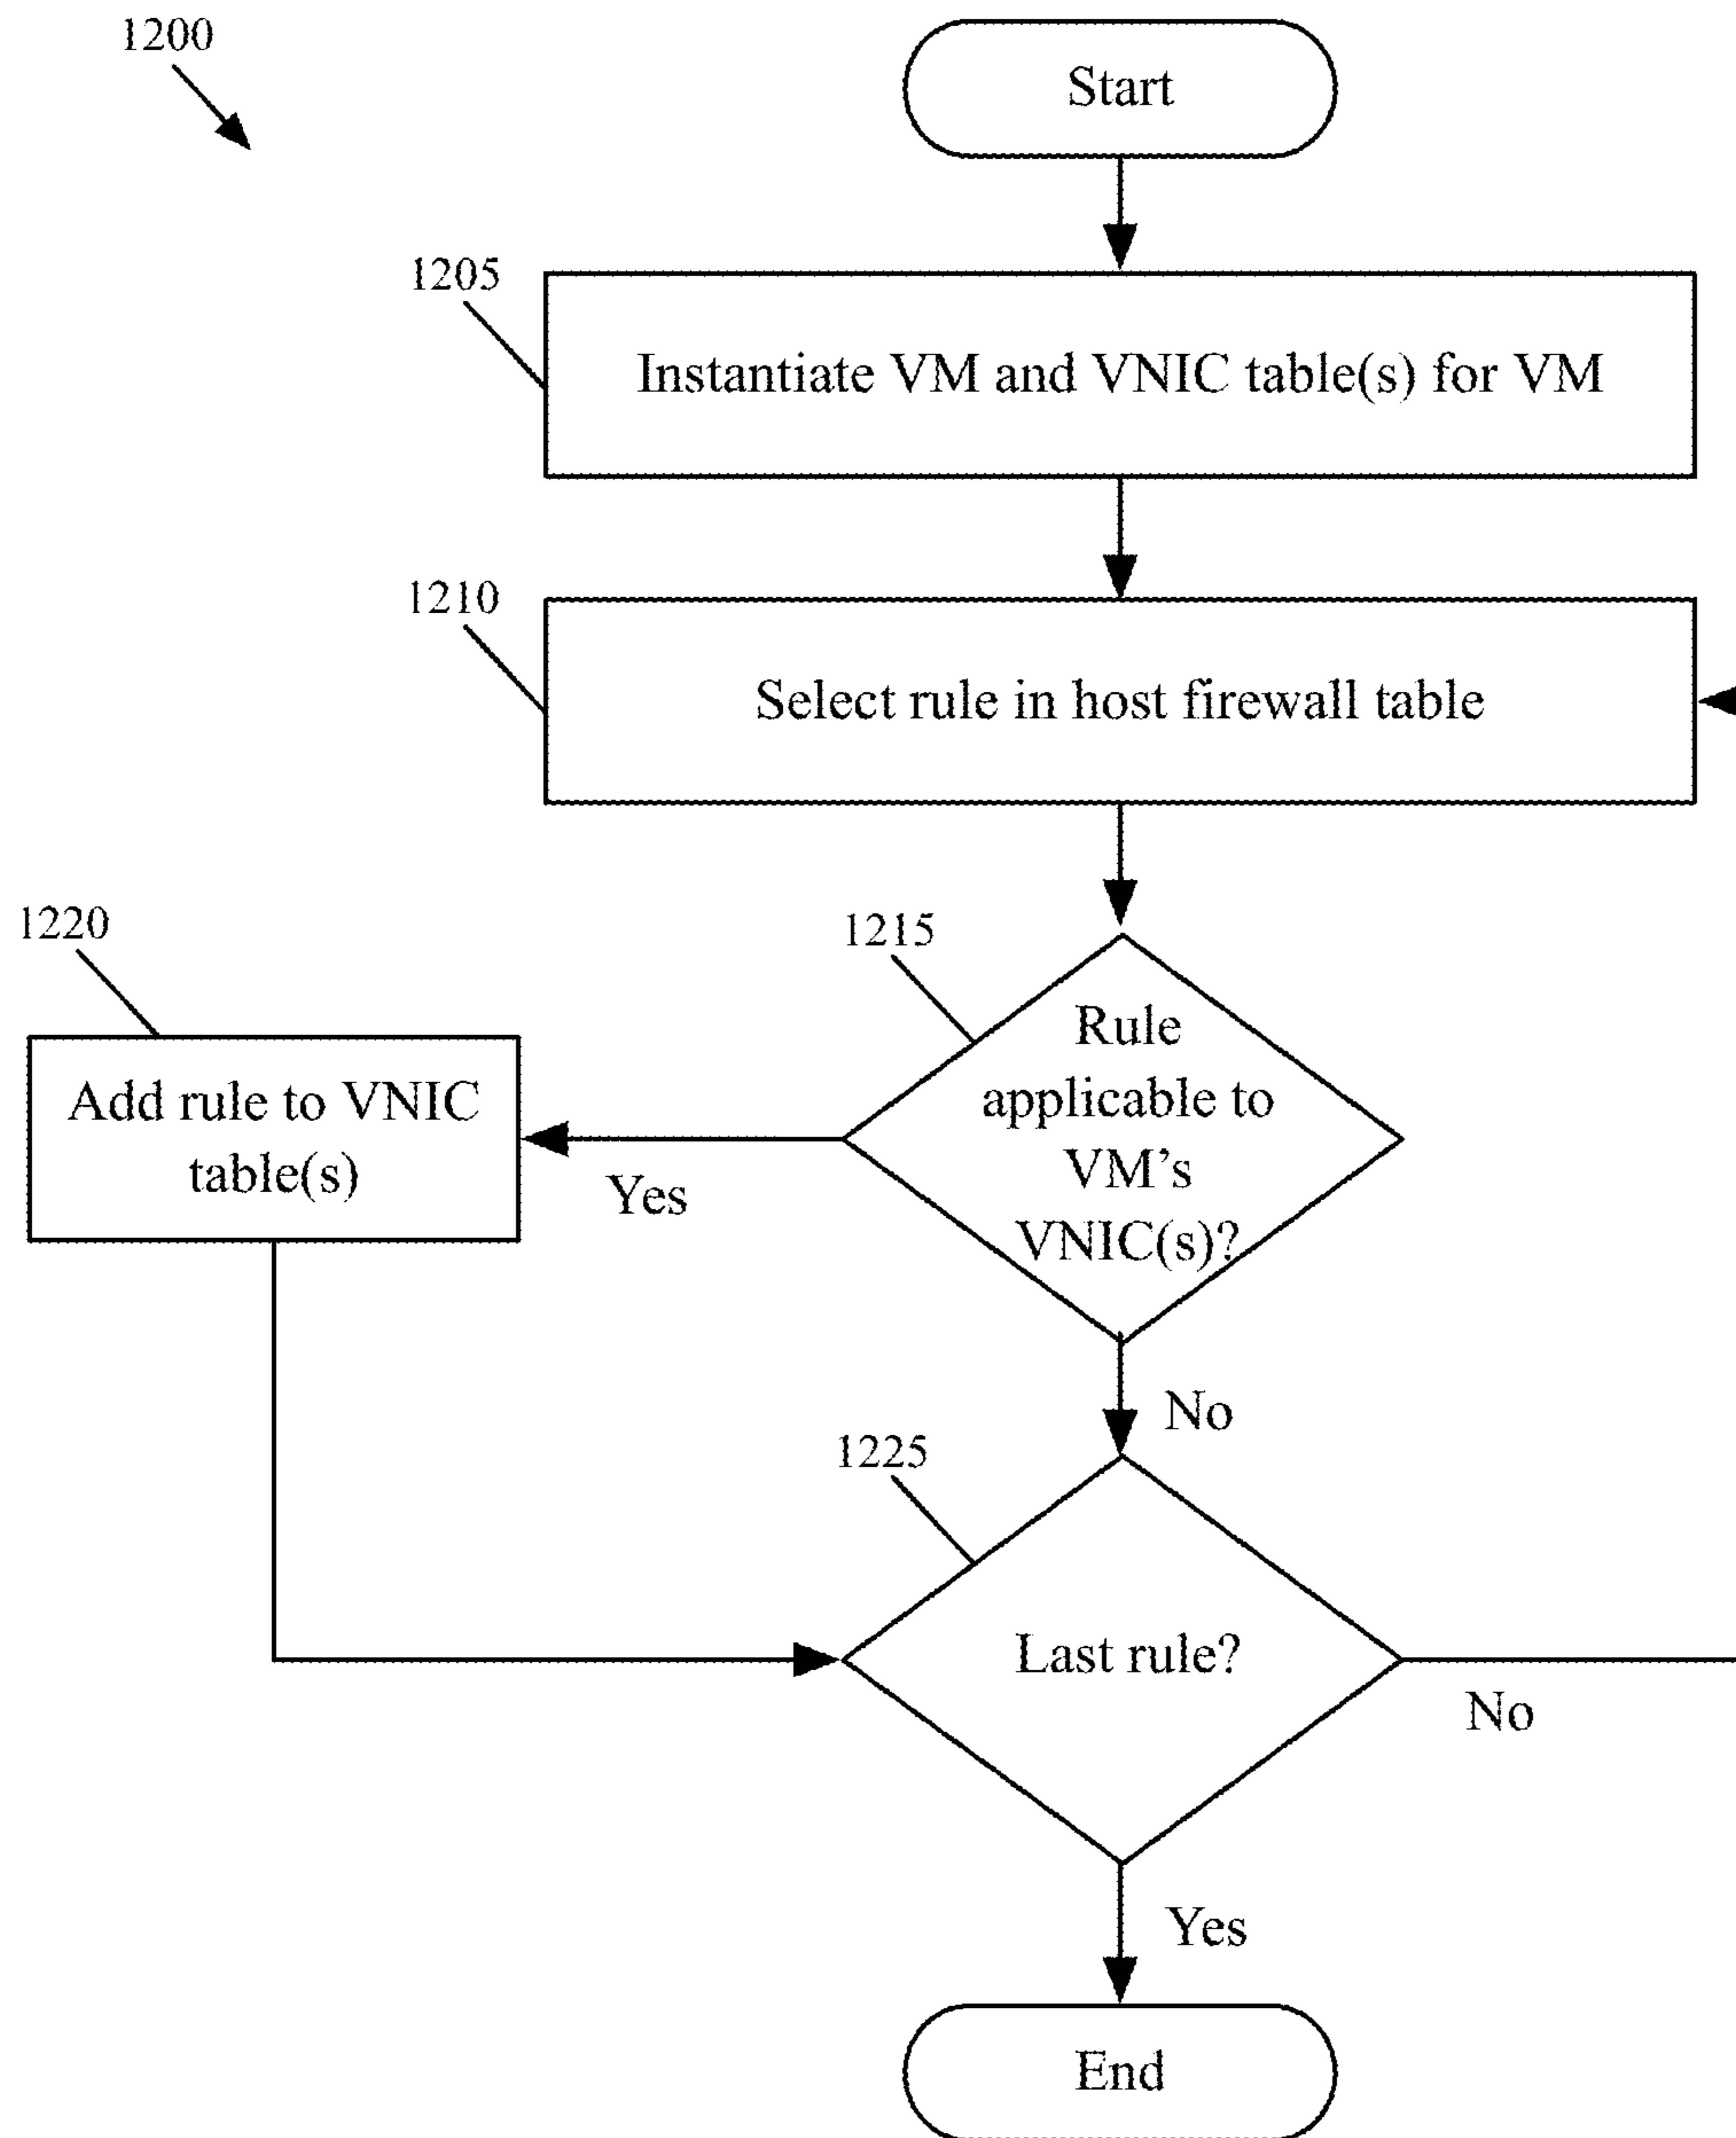 1200
Start
1205
Instantiate VM and VNIC table(s) for VM
1210
Select rule in host firewall table
1220
1215
Rule
applicable to
VM’s
VNIC(s)?
Add rule to VNIC
table(s)
Yes
No
1225
Last rule?
No
Yes
End